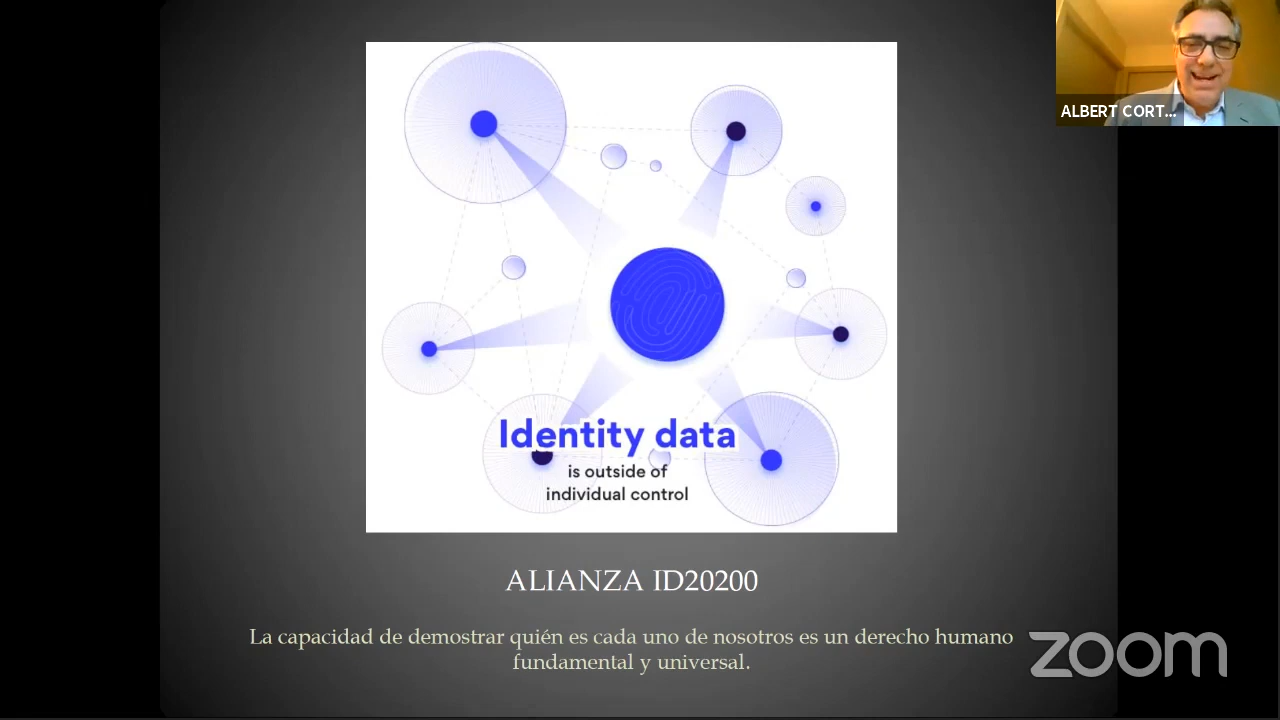 ALBERT CORT...
Identity data
is outside of
individual control
ALIANZA ID20200
La capacidad de demostrar quién es cada uno de nosotros es un derecho humano
fundamental y universal.
zoom